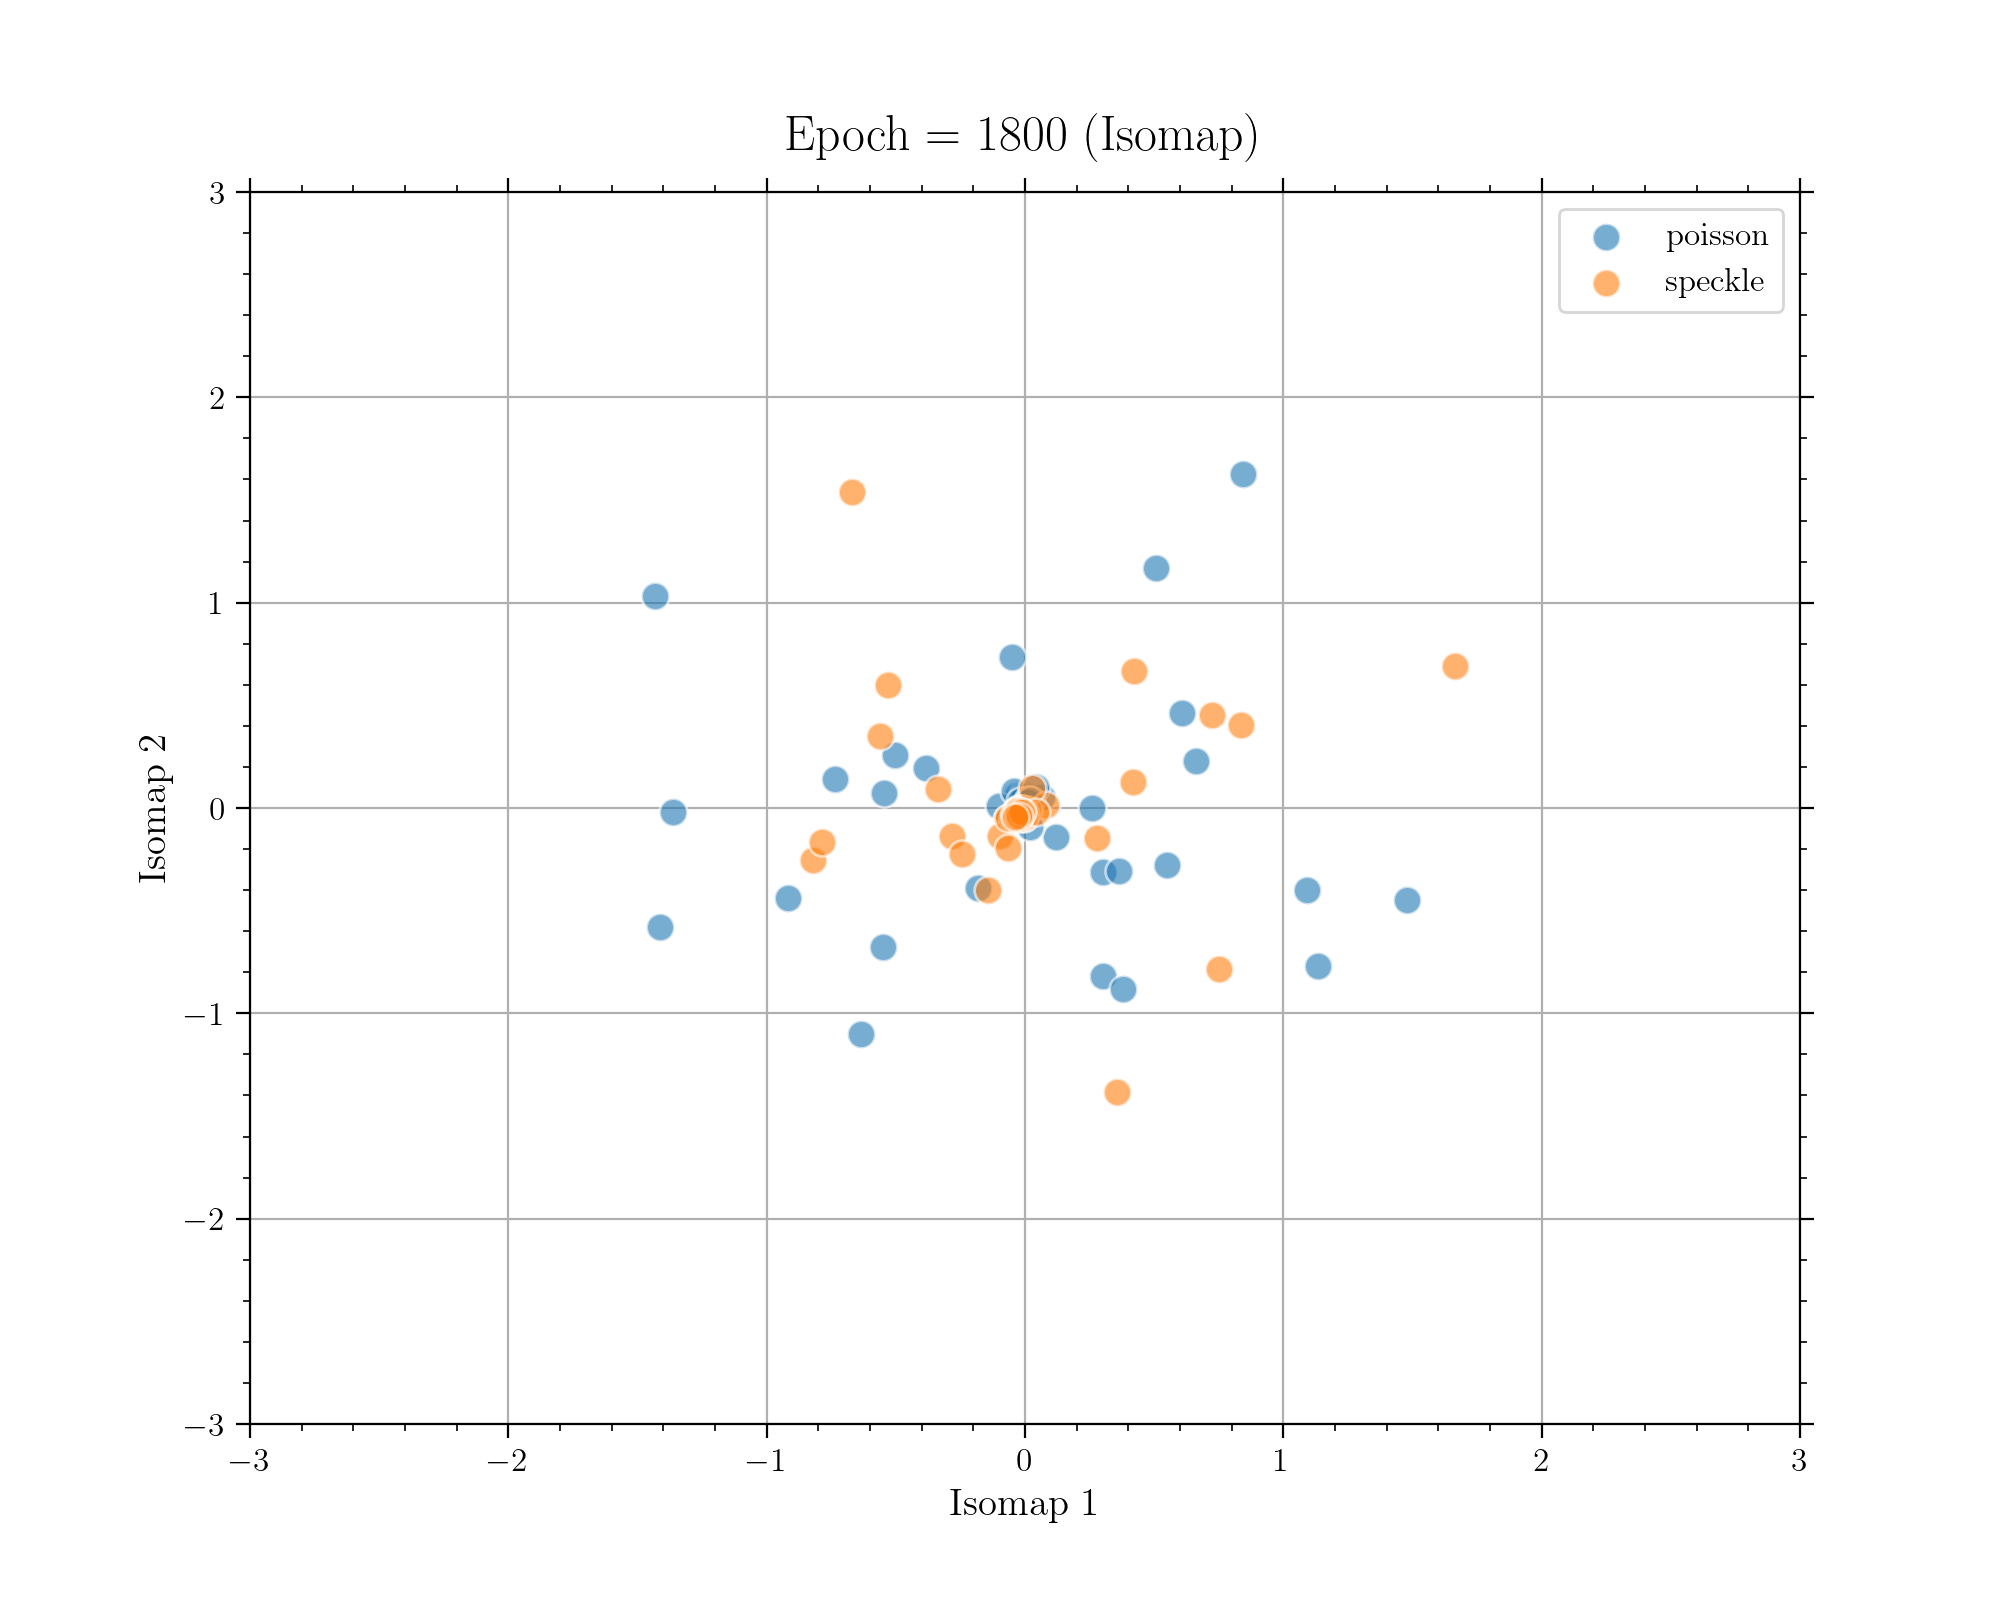 Epoch = 1800 (Isomap)
poisson
speckle
3
2
1
0
−1
−2
−3
Isomap 2
−3
−2
−1
0
1
2
3
Isomap 1